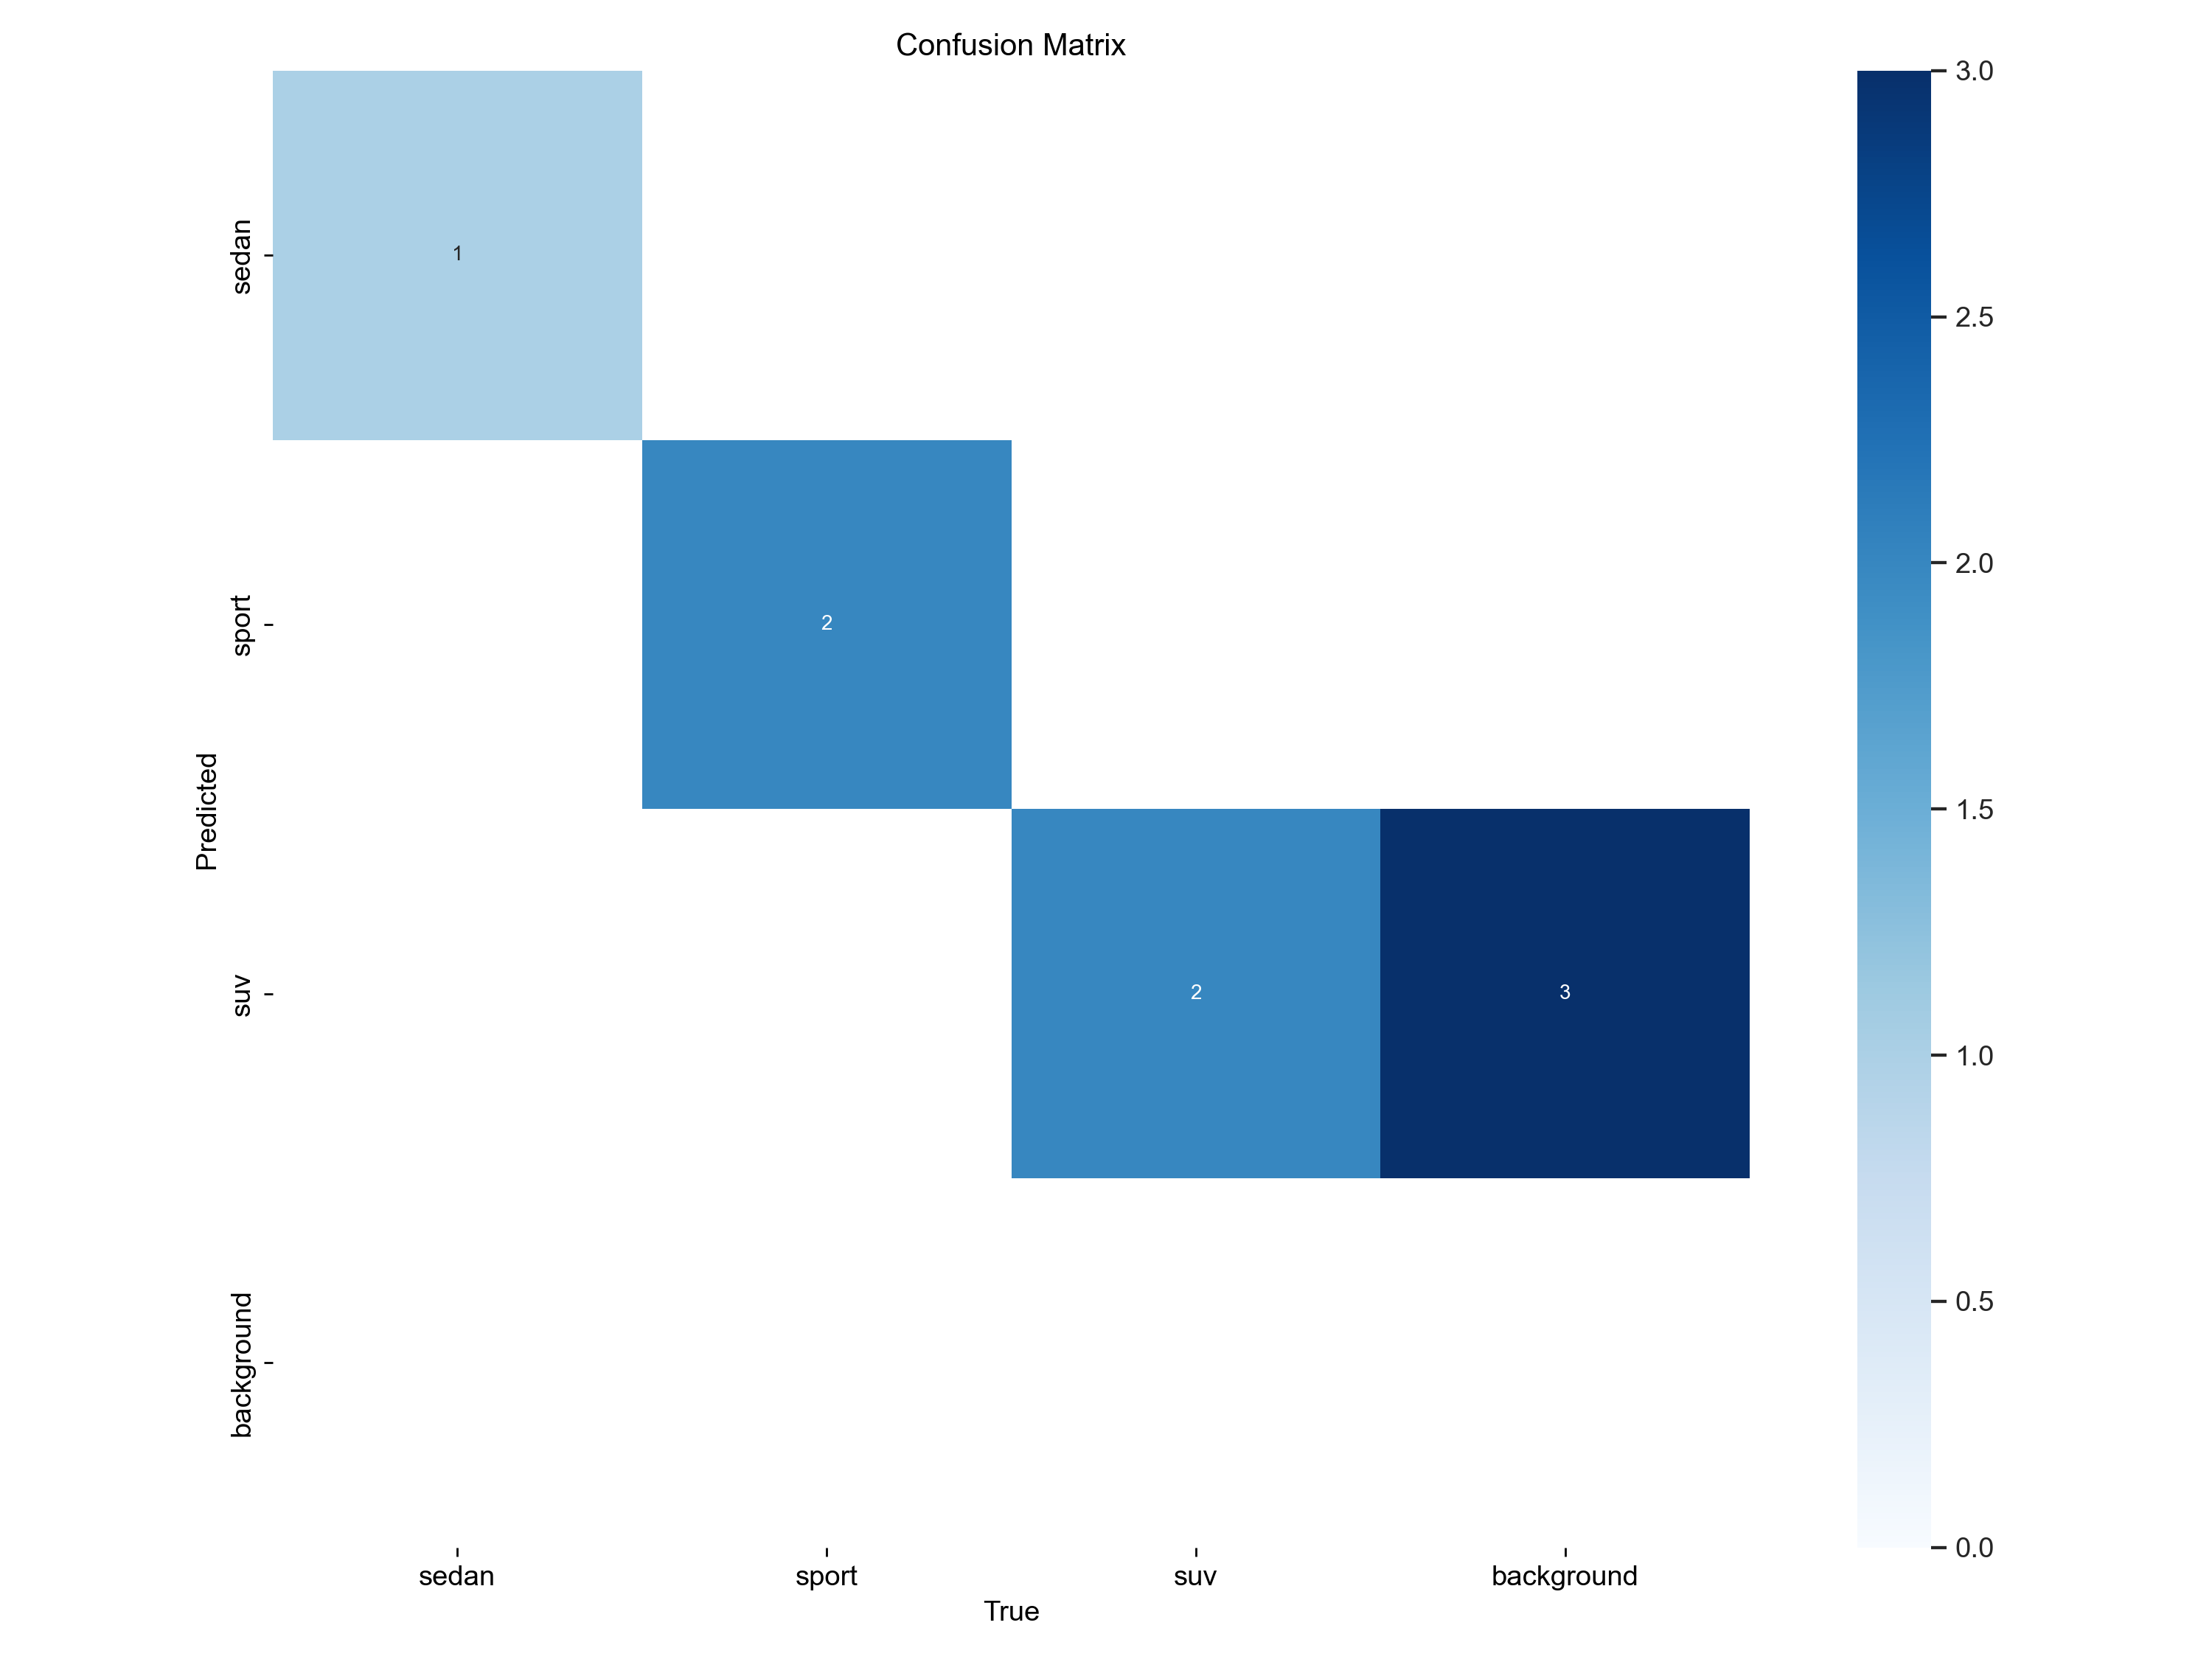 Confusion Matrix
sedan
sport
suv
background
Predicted
1
2
2
3
sedan
sport
suv
background
True
3.0
2.5
2.0
1.5
1.0
0.5
0.0